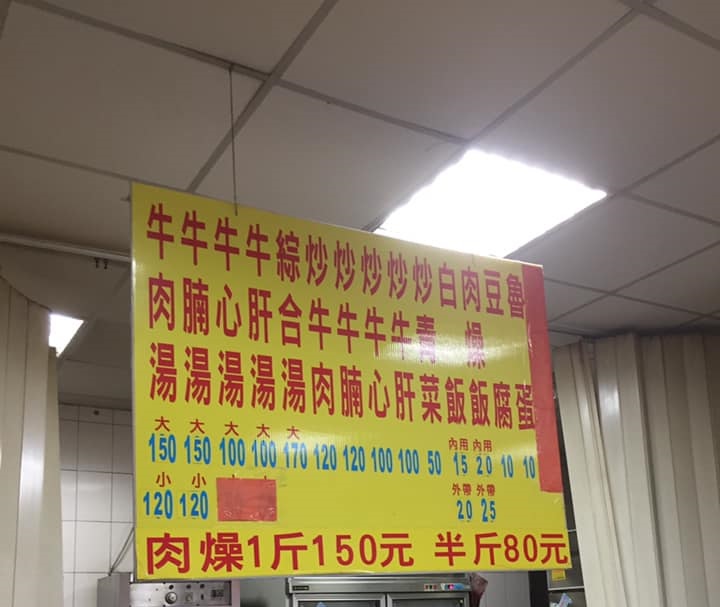 牛肉湯 大 150 小 120
牛腩湯 大 150 小 120
牛心湯 大 100
牛肝湯 大 100
綜合湯 大 170
炒牛肉 120
炒牛腩 120
炒牛心 100
炒牛肝 100
炒青菜 50
白飯 內用 15 外帶 20
肉燥飯 內用 20 外帶 25
豆腐 10
魯蛋 10
肉燥1斤150元 半斤80元